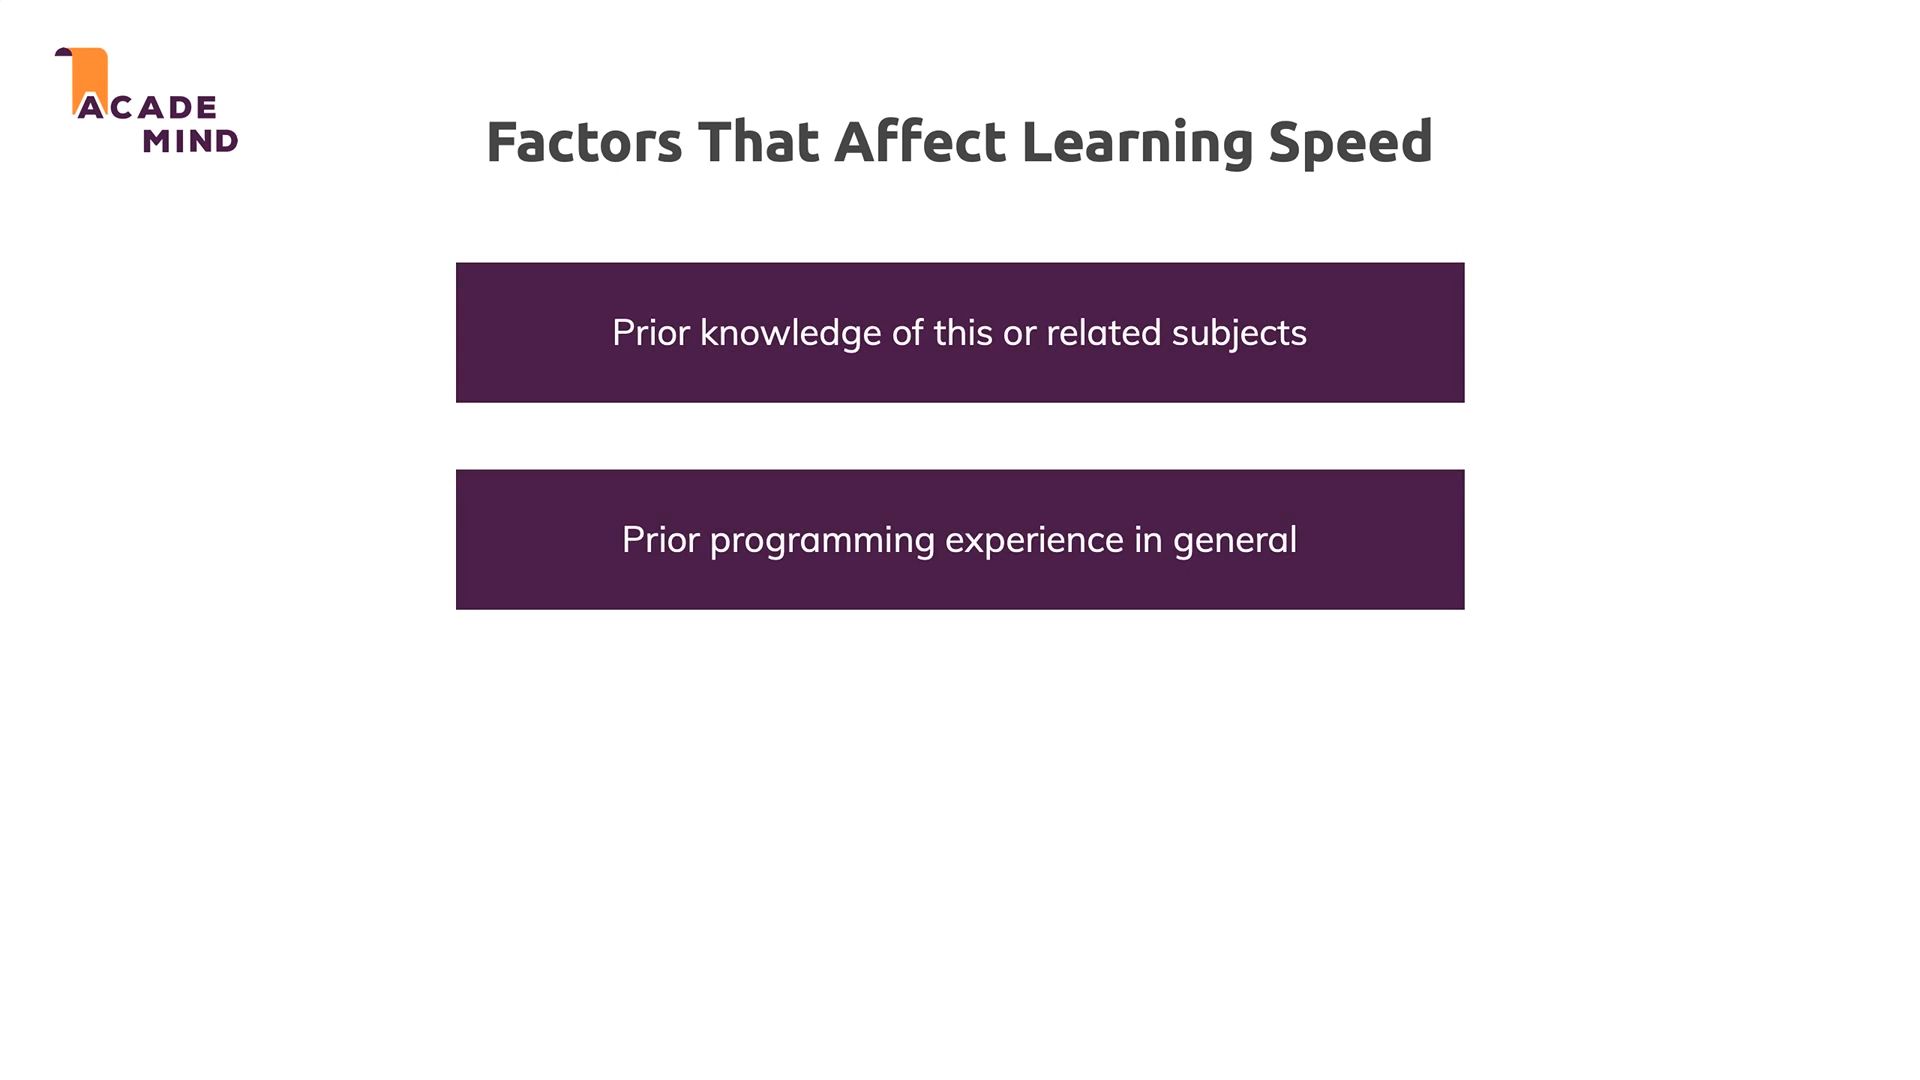 ACADE
MIND
Factors That Affect Learning Speed
Prior knowledge of this or related subjects
Prior programming experience in general